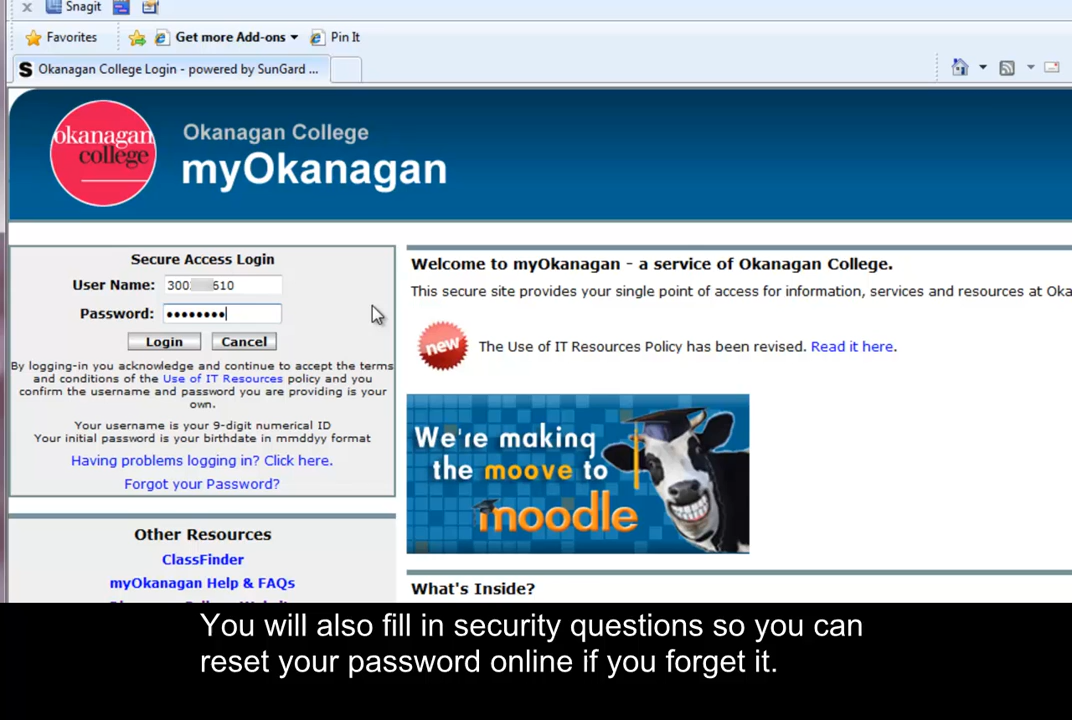 x Snagit
Favorites Get more Add-ons Pin It
S Okanagan College Login - powered by SunGard ...
okanagan
college
Okanagan College
myOkanagan
Secure Access Login
User Name: 300 610
Password: ••••••••
Login Cancel
By logging-in you acknowledge and continue to accept the terms
and conditions of the Use of IT Resources policy and you
confirm the username and password you are providing is your
own.
Your username is your 9-digit numerical ID
Your initial password is your birthdate in mmddyy format
Having problems logging in? Click here.
Forgot your Password?
Other Resources
ClassFinder
myOkanagan Help & FAQs
Welcome to myOkanagan - a service of Okanagan College.
This secure site provides your single point of access for information, services and resources at Oka
new
The Use of IT Resources Policy has been revised. Read it here.
We're making
the moove to
moodle
What's Inside?
You will also fill in security questions so you can
reset your password online if you forget it.